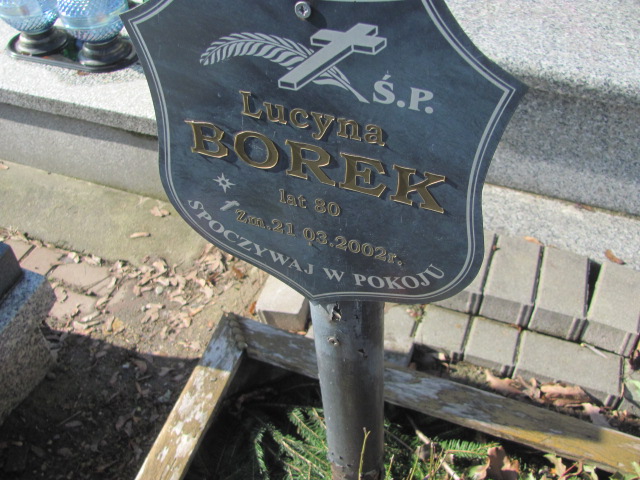 Ś.P.
Lucyna
BOREK
lat 80
Zm. 21 03.2002r.
SPOCZYWAJ W POKOJU